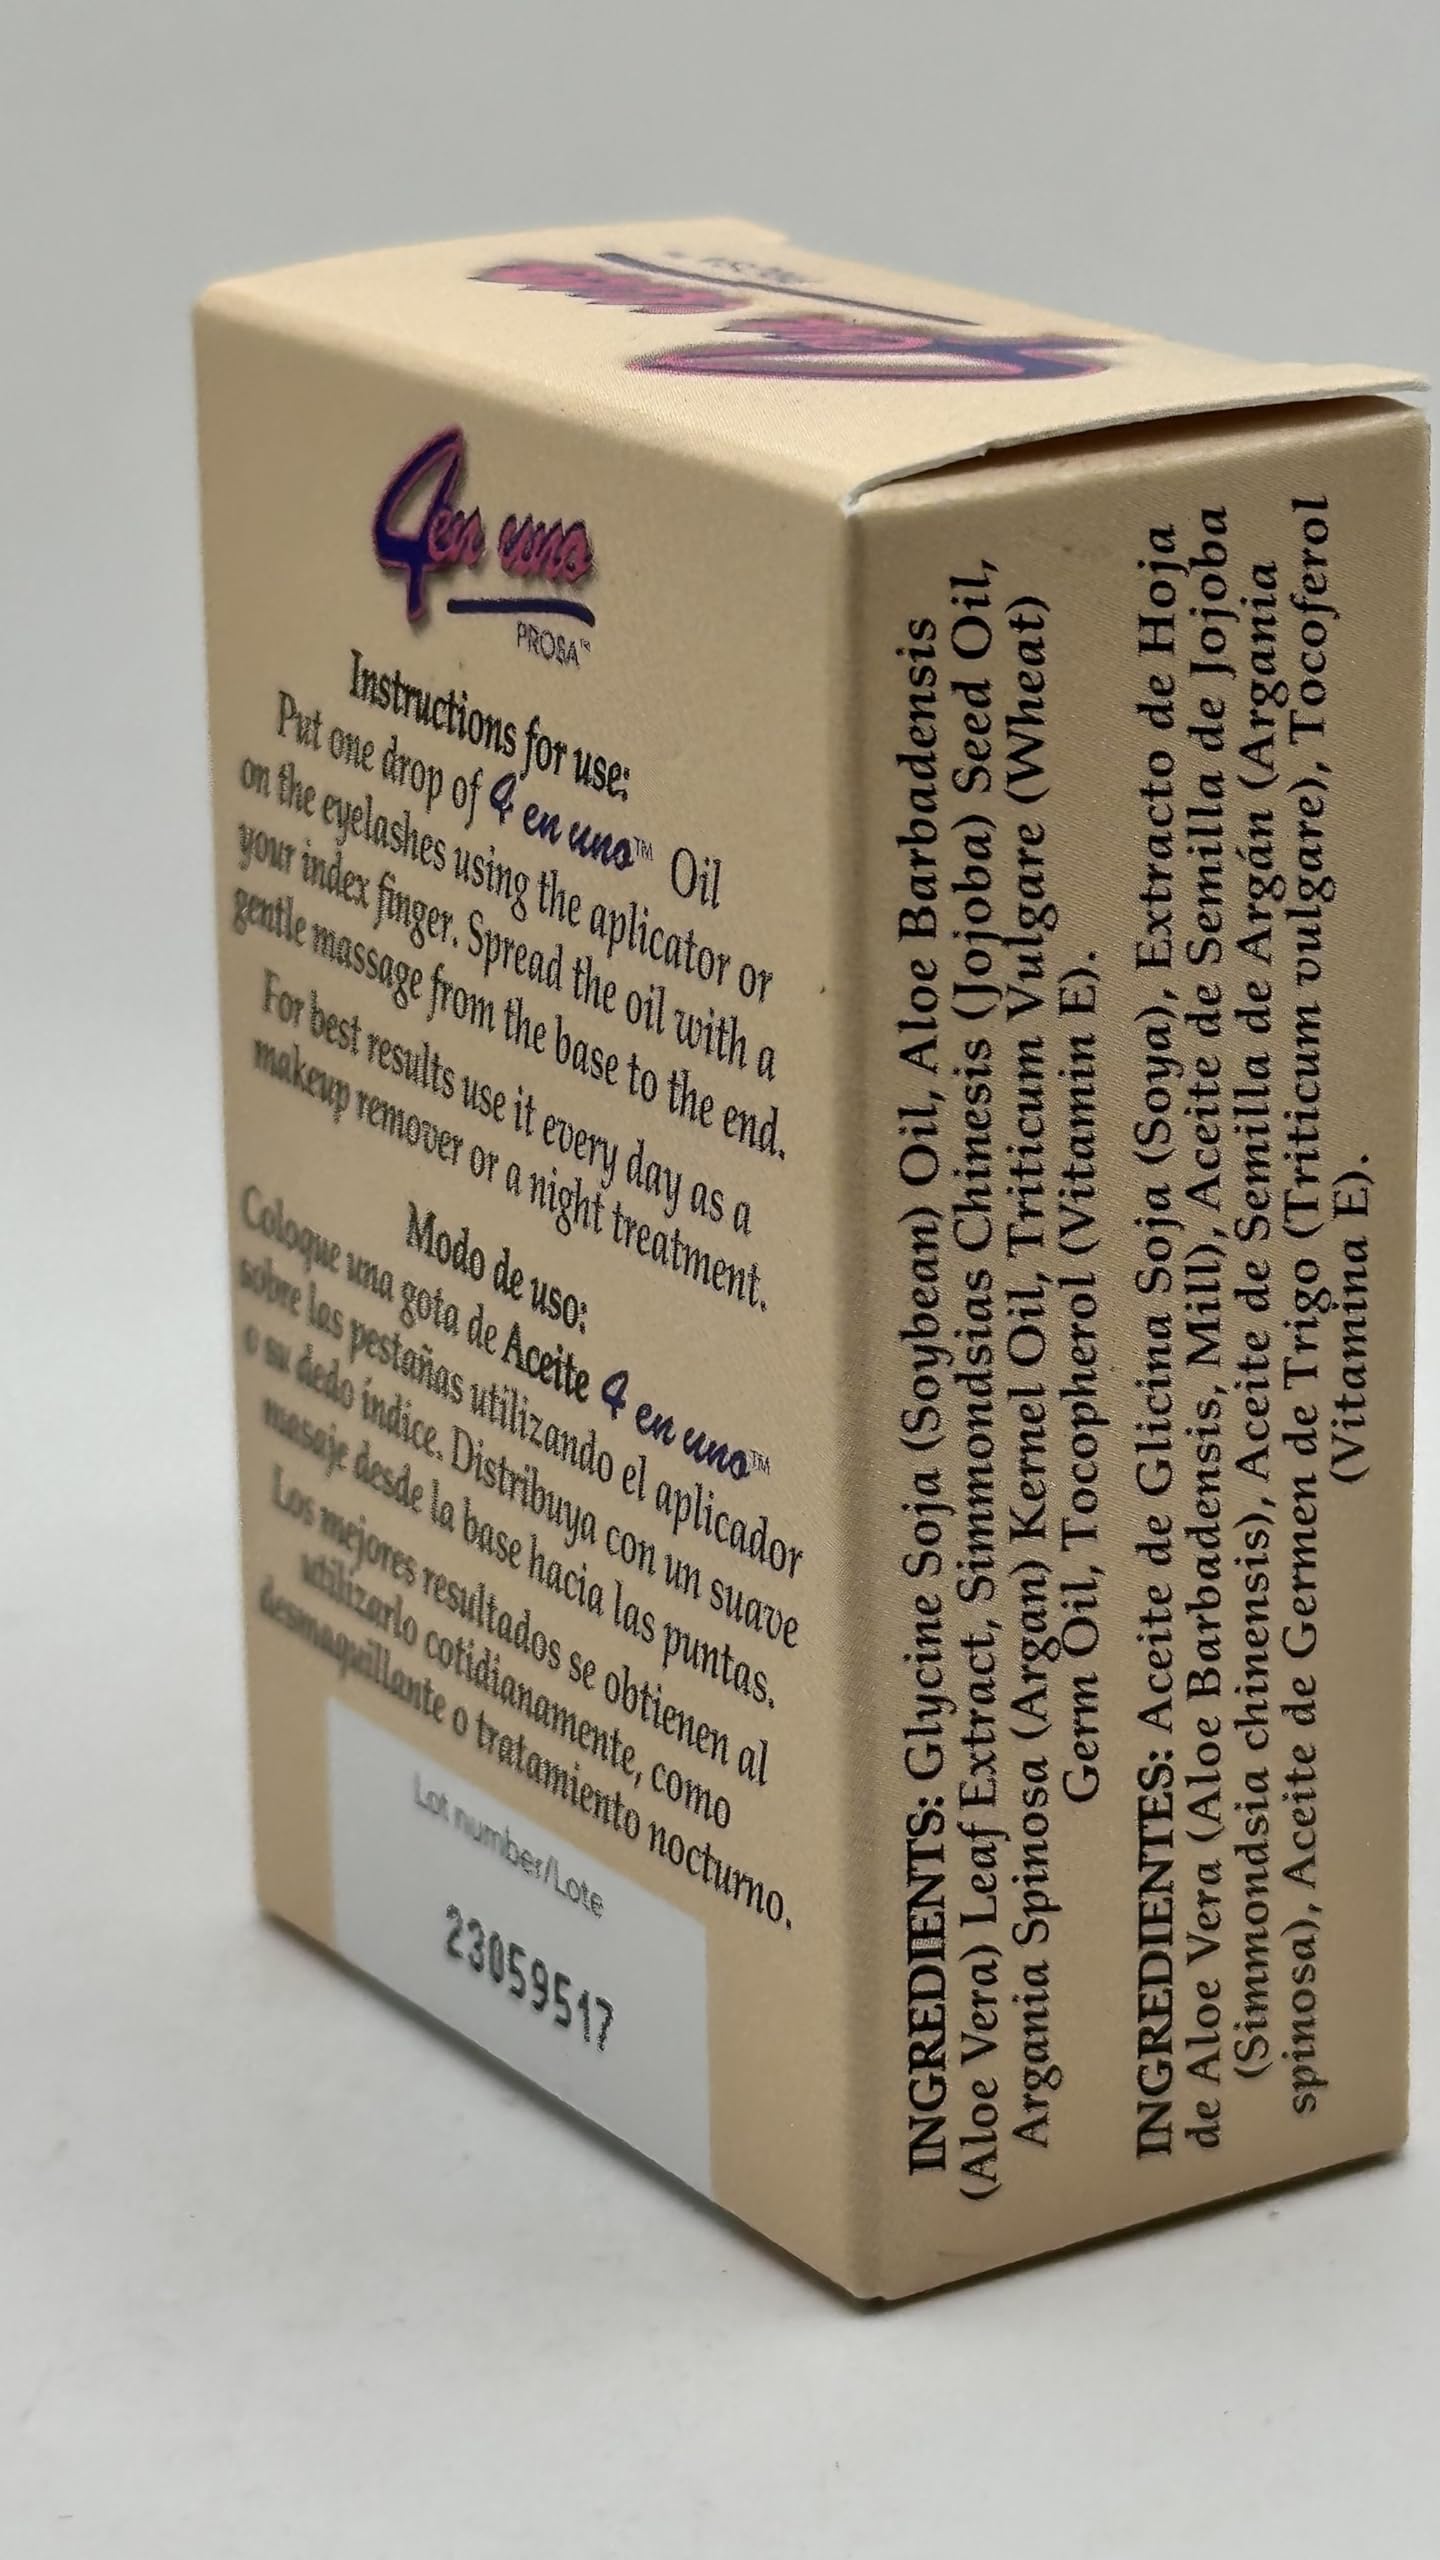 4 en uno
PROSA™
Instructions for use:
Put one drop of 4 en uno™ Oil
on the eyelashes using the aplicator or
your index finger. Spread the oil with a
gentle massage from the base to the end.
For best results use it every day as a
makeup remover or a night treatment.
Modo de uso:
Coloque una gota de Aceite 4 en uno™
sobre las pestañas utilizando el aplicador
o su dedo índice. Distribuya con un suave
masaje desde la base hacia las puntas.
Los mejores resultados se obtienen al
utilizarlo cotidianamente, como
desmaquillante o tratamiento nocturno.
Lot number/Lote
23059517
INGREDIENTS: Glycine Soja (Soybean) Oil, Aloe Barbadensis
(Aloe Vera) Leaf Extract, Simmondsias Chinesis (Jojoba) Seed Oil,
Argania Spinosa (Argan) Kernel Oil, Triticum Vulgare (Wheat)
Germ Oil, Tocopherol (Vitamin E).
INGREDIENTES: Aceite de Glicina Soja (Soya), Extracto de Hoja
de Aloe Vera (Aloe Barbadensis, Mill), Aceite de Semilla de Jojoba
(Simmondsia chinensis), Aceite de Semilla de Argán (Argania
spinosa), Aceite de Germen de Trigo (Triticum vulgare), Tocoferol
(Vitamina E).